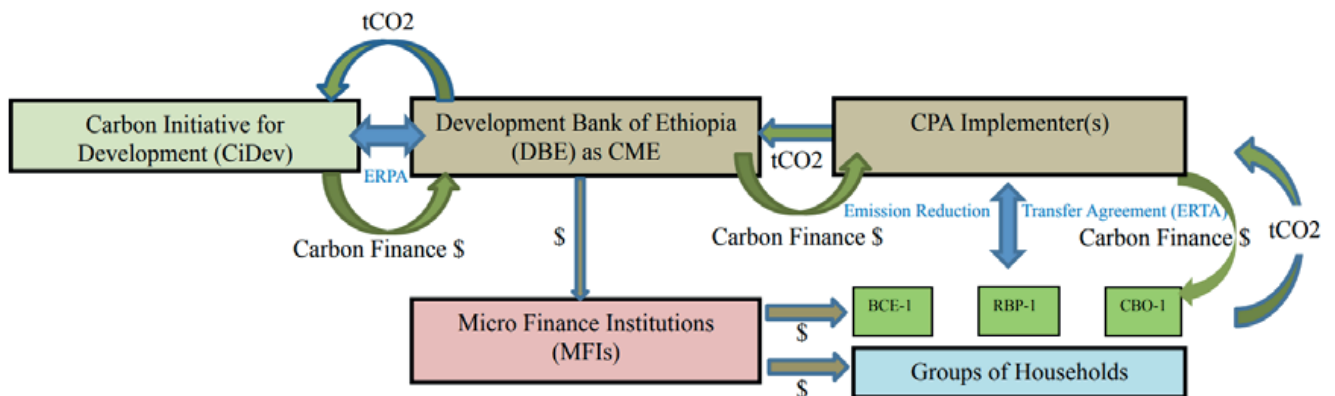 tCO2
Carbon Initiative for
Development (CiDev)
ERPA
Development Bank of Ethiopia
(DBE) as CME
tCO2
CPA Implementer(s)
Carbon Finance $
$
Carbon Finance $
Emission Reduction
Transfer Agreement (ERTA)
Carbon Finance $
tCO2
Micro Finance Institutions
(MFIs)
$
$
BCE-1
RBP-1
CBO-1
Groups of Households